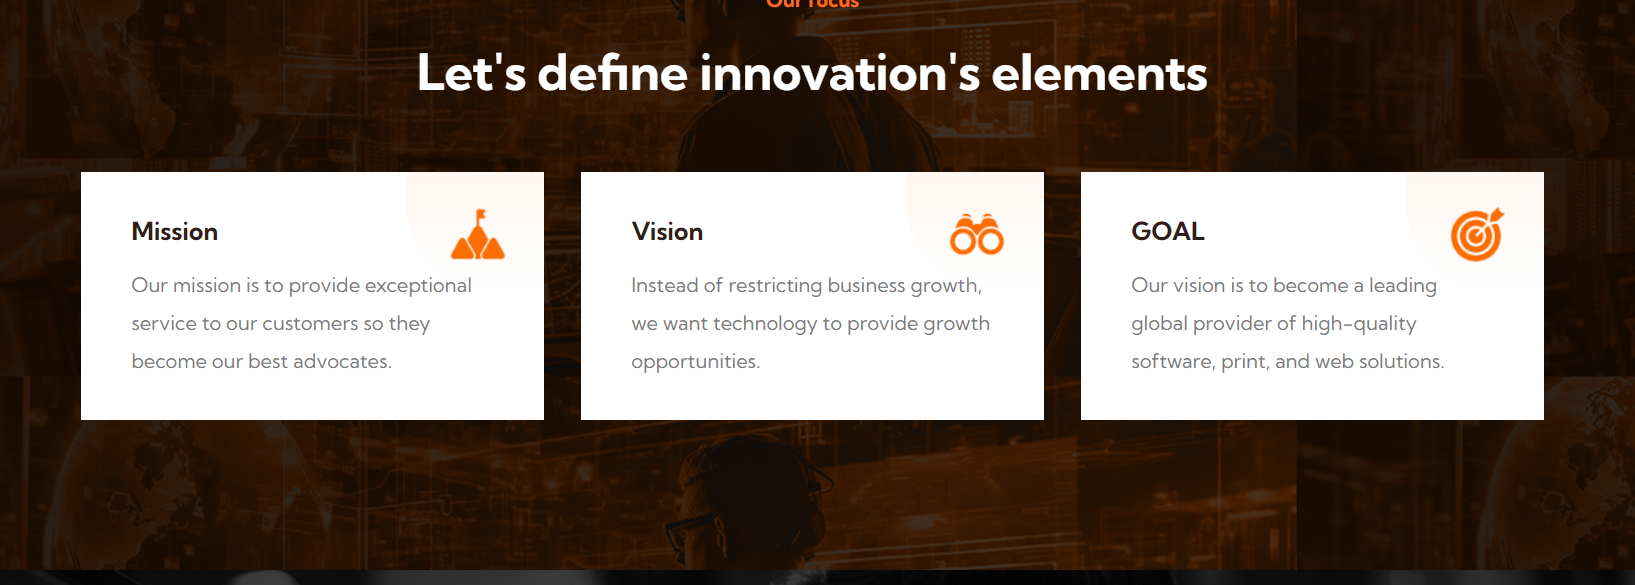 Our focus
Let's define innovation's elements
Mission
Our mission is to provide exceptional
service to our customers so they
become our best advocates.
Vision
Instead of restricting business growth,
we want technology to provide growth
opportunities.
GOAL
Our vision is to become a leading
global provider of high-quality
software, print, and web solutions.